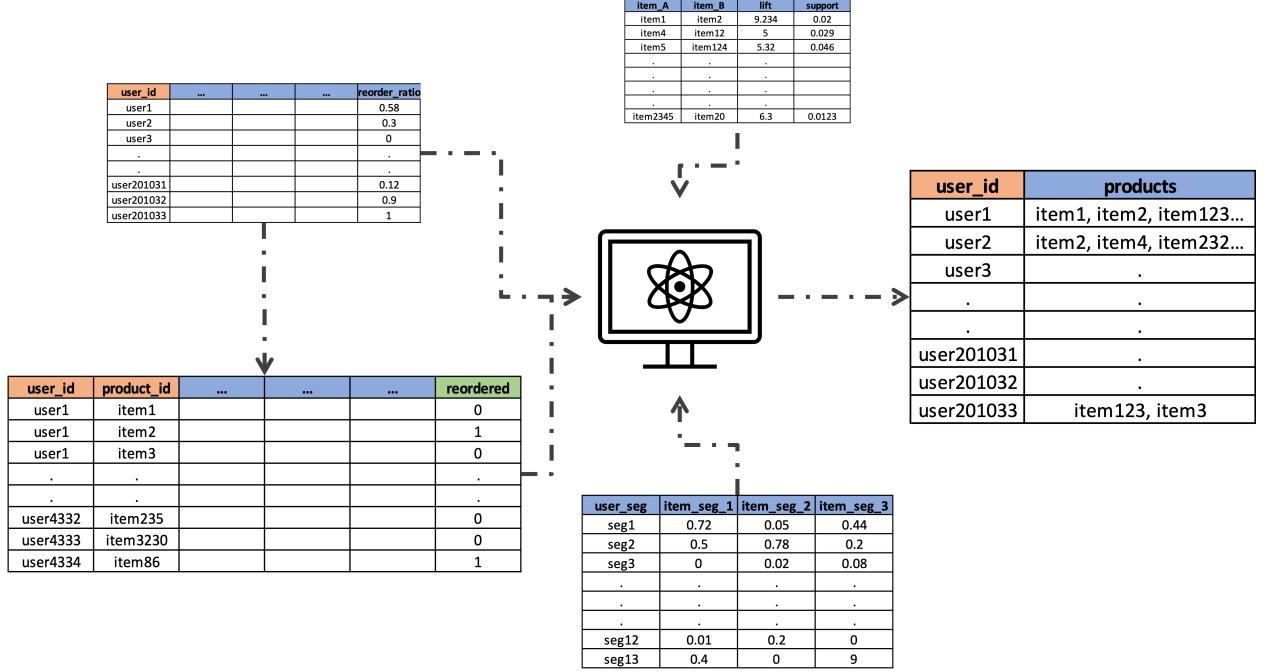 item_A item_B lift support
item1 item2 9.234 0.02
item4 item12 5 0.029
item5 item124 5.32 0.046
. . .
. . .
. . .
. . .
item2345 item20 6.3 0.0123
user_id ... ... ... reorder_ratio
user1 0.58
user2 0.3
user3 0
. .
. .
user201031 0.12
user201032 0.9
user201033 1
user_id products
user1 item1, item2, item123...
user2 item2, item4, item232...
user3 .
. .
. .
user201031 .
user201032 .
user201033 item123, item3
user_id product_id ... ... ... reordered
user1 item1 0
user1 item2 1
user1 item3 0
. . .
. . .
user4332 item235 0
user4333 item3230 0
user4334 item86 1
user_seg item_seg_1 item_seg_2 item_seg_3
seg1 0.72 0.05 0.44
seg2 0.5 0.78 0.2
seg3 0 0.02 0.08
. . . .
. . . .
. . . .
seg12 0.01 0.2 0
seg13 0.4 0 9